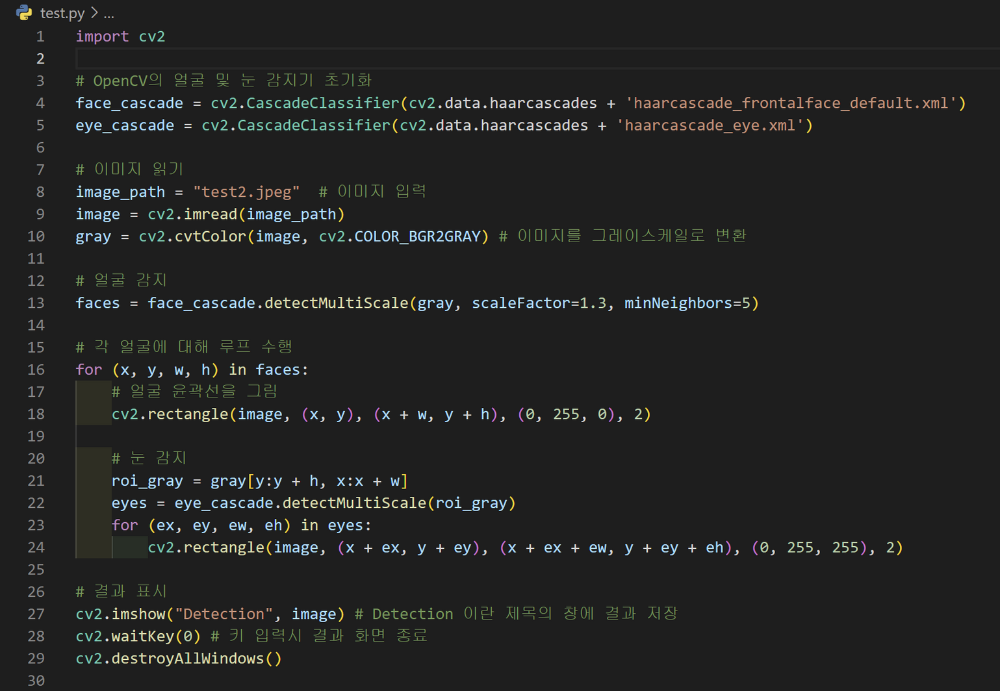 test.py > ...
1 import cv2
2
3 # OpenCV의 얼굴 및 눈 감지기 초기화
4 face_cascade = cv2.CascadeClassifier(cv2.data.haarcascades + 'haarcascade_frontalface_default.xml')
5 eye_cascade = cv2.CascadeClassifier(cv2.data.haarcascades + 'haarcascade_eye.xml')
6
7 # 이미지 읽기
8 image_path = "test2.jpeg"  # 이미지 입력
9 image = cv2.imread(image_path)
10 gray = cv2.cvtColor(image, cv2.COLOR_BGR2GRAY) # 이미지를 그레이스케일로 변환
11
12 # 얼굴 감지
13 faces = face_cascade.detectMultiScale(gray, scaleFactor=1.3, minNeighbors=5)
14
15 # 각 얼굴에 대해 루프 수행
16 for (x, y, w, h) in faces:
17     # 얼굴 윤곽선을 그림
18     cv2.rectangle(image, (x, y), (x + w, y + h), (0, 255, 0), 2)
19
20     # 눈 감지
21     roi_gray = gray[y:y + h, x:x + w]
22     eyes = eye_cascade.detectMultiScale(roi_gray)
23     for (ex, ey, ew, eh) in eyes:
24         cv2.rectangle(image, (x + ex, y + ey), (x + ex + ew, y + ey + eh), (0, 255, 255), 2)
25
26 # 결과 표시
27 cv2.imshow("Detection", image) # Detection 이란 제목의 창에 결과 저장
28 cv2.waitKey(0) # 키 입력시 결과 화면 종료
29 cv2.destroyAllWindows()
30